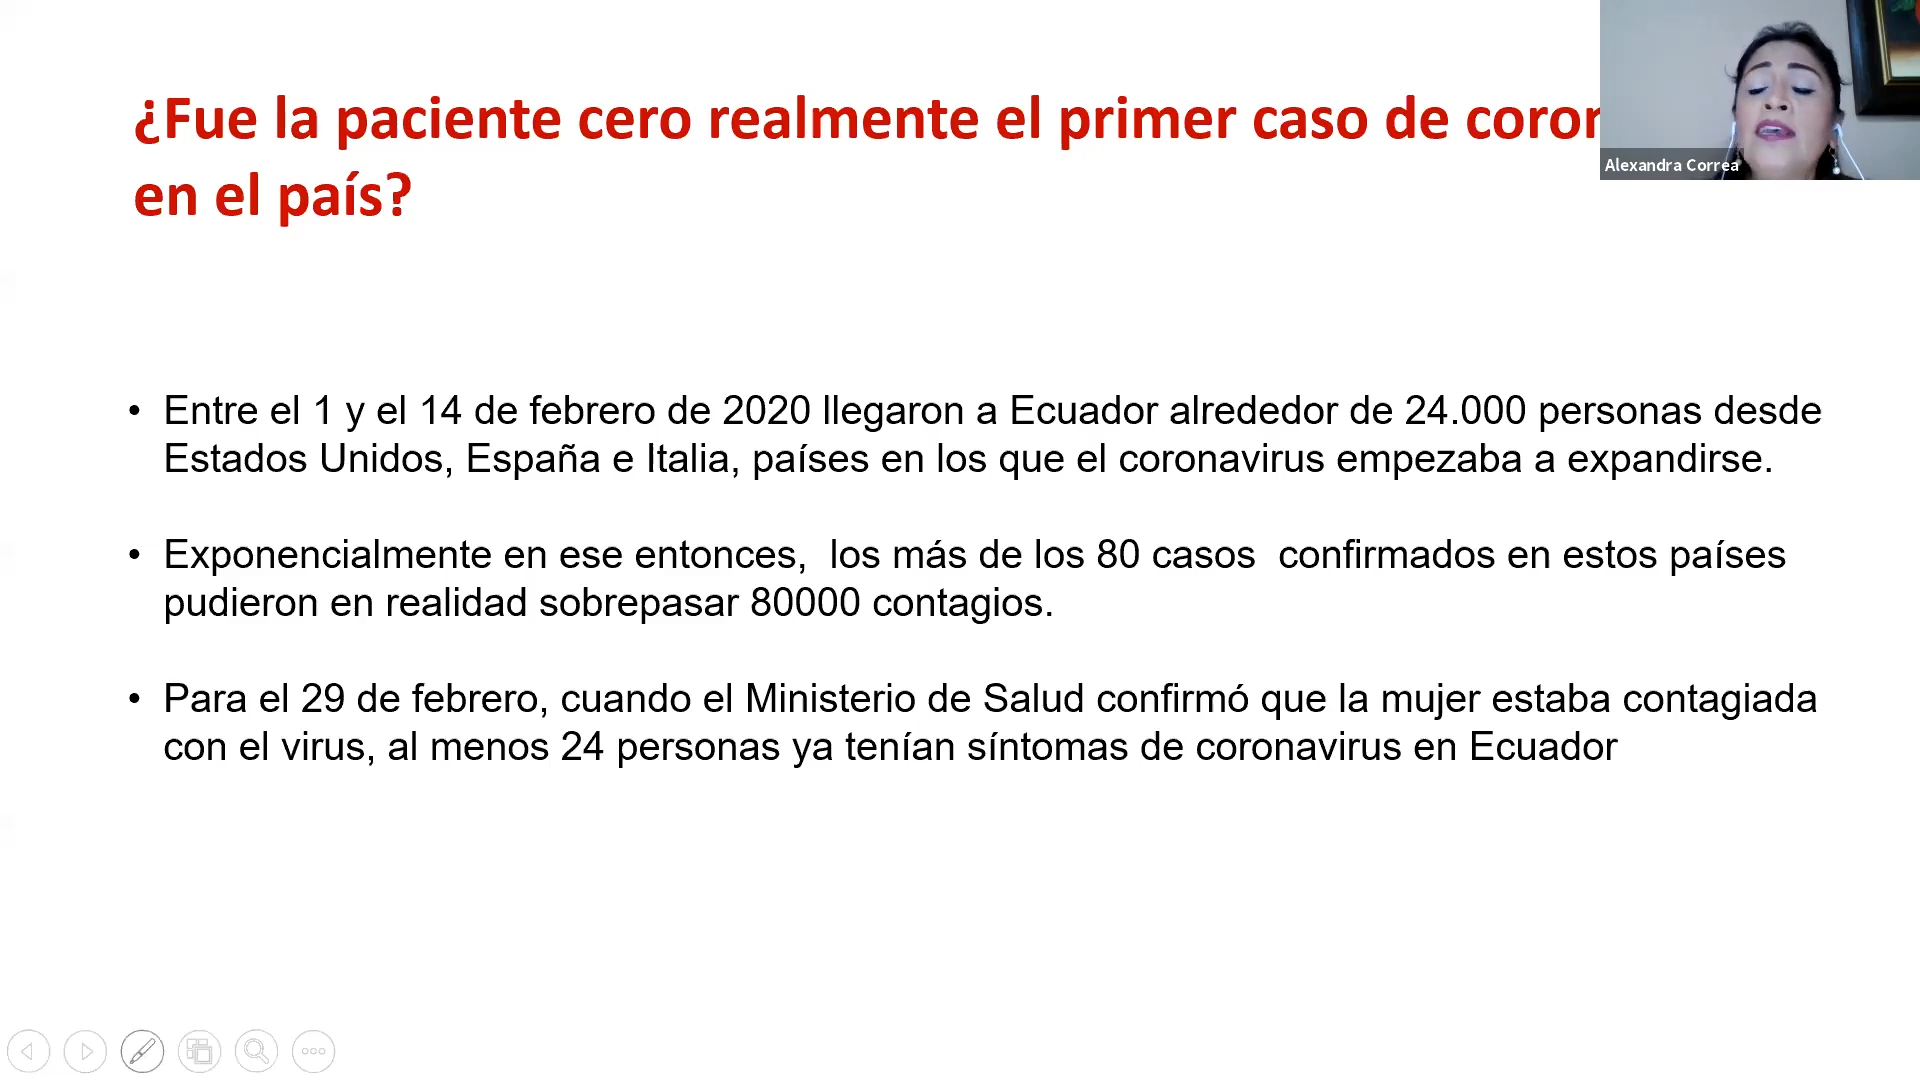 ¿Fue la paciente cero realmente el primer caso de
en el país?
Alexandra Correa
• Entre el 1 y el 14 de febrero de 2020 llegaron a Ecuador alrededor de 24.000 personas desde
Estados Unidos, España e Italia, países en los que el coronavirus empezaba a expandirse.
• Exponencialmente en ese entonces,  los más de los 80 casos  confirmados en estos países
pudieron en realidad sobrepasar 80000 contagios.
• Para el 29 de febrero, cuando el Ministerio de Salud confirmó que la mujer estaba contagiada
con el virus, al menos 24 personas ya tenían síntomas de coronavirus en Ecuador